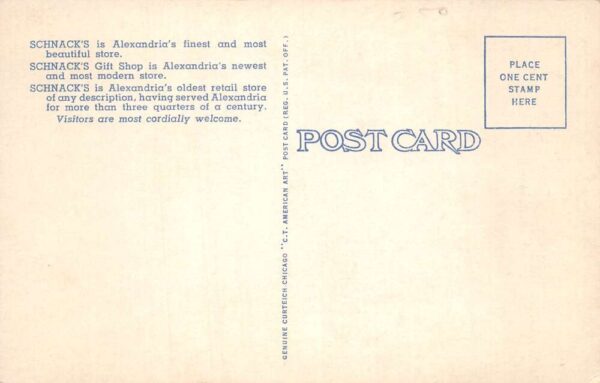 SCHNACK'S is Alexandria's finest and most
beautiful store.
SCHNACK'S Gift Shop is Alexandria's newest
and most modern store.
SCHNACK'S is Alexandria's oldest retail store
of any description, having served Alexandria
for more than three quarters of a century.
Visitors are most cordially welcome.
GENUINE CURTEICH-CHICAGO "C.T. AMERICAN ART" POST CARD (REG. U.S. PAT. OFF.)
POST CARD
PLACE
ONE CENT
STAMP
HERE